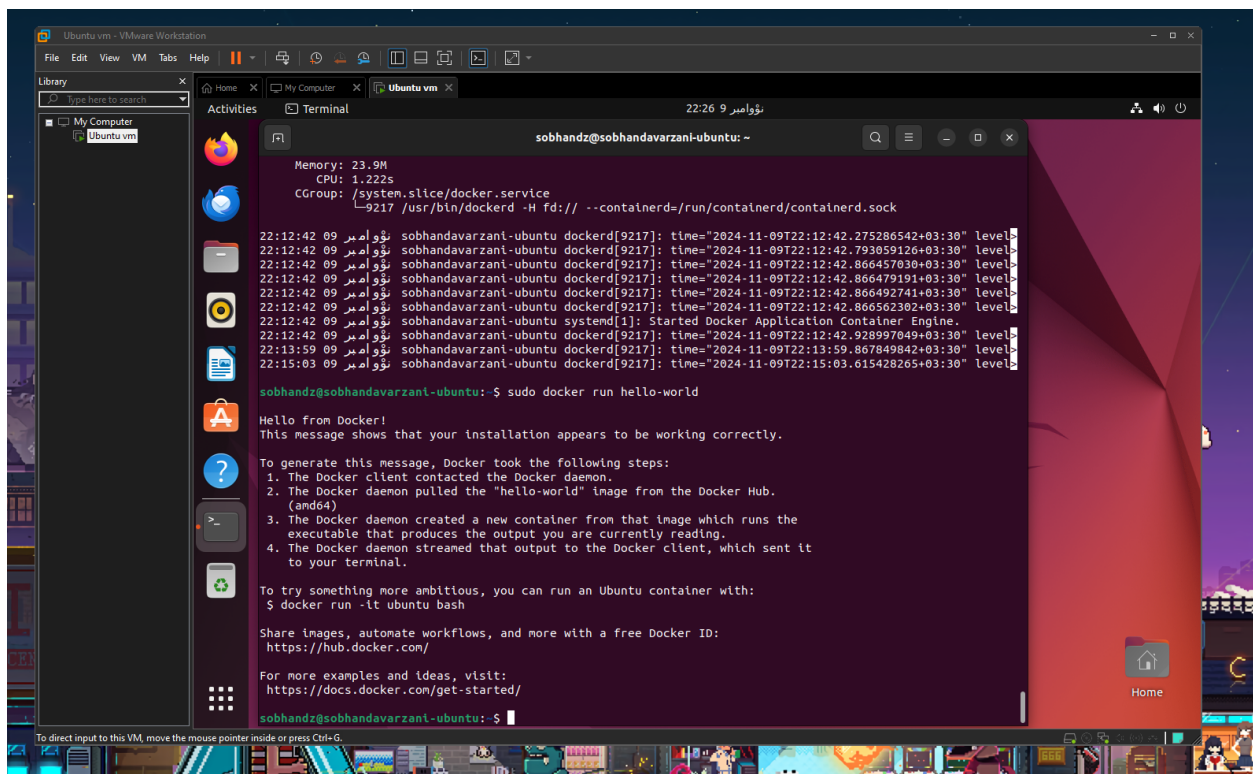 Ubuntu vm - VMware Workstation
File Edit View VM Tabs Help
Library
Type here to search
My Computer
Ubuntu vm
Home
My Computer
Ubuntu vm
Activities
Terminal
نؤوامبر 9 22:26
sobhandz@sobhandavarzani-ubuntu: ~
Memory: 23.9M
CPU: 1.222s
CGroup: /system.slice/docker.service
└─9217 /usr/bin/dockerd -H fd:// --containerd=/run/containerd/containerd.sock
22:12:42 09 نؤوامبر sobhandavarzani-ubuntu dockerd[9217]: time="2024-11-09T22:12:42.275286542+03:30" level>
22:12:42 09 نؤوامبر sobhandavarzani-ubuntu dockerd[9217]: time="2024-11-09T22:12:42.793059126+03:30" level>
22:12:42 09 نؤوامبر sobhandavarzani-ubuntu dockerd[9217]: time="2024-11-09T22:12:42.866457030+03:30" level>
22:12:42 09 نؤوامبر sobhandavarzani-ubuntu dockerd[9217]: time="2024-11-09T22:12:42.866479191+03:30" level>
22:12:42 09 نؤوامبر sobhandavarzani-ubuntu dockerd[9217]: time="2024-11-09T22:12:42.866492741+03:30" level>
22:12:42 09 نؤوامبر sobhandavarzani-ubuntu dockerd[9217]: time="2024-11-09T22:12:42.866562302+03:30" level>
22:12:42 09 نؤوامبر sobhandavarzani-ubuntu systemd[1]: Started Docker Application Container Engine.
22:12:42 09 نؤوامبر sobhandavarzani-ubuntu dockerd[9217]: time="2024-11-09T22:12:42.928997049+03:30" level>
22:13:59 09 نؤوامبر sobhandavarzani-ubuntu dockerd[9217]: time="2024-11-09T22:13:59.867849842+03:30" level>
22:15:03 09 نؤوامبر sobhandavarzani-ubuntu dockerd[9217]: time="2024-11-09T22:15:03.615428265+03:30" level>
sobhandz@sobhandavarzani-ubuntu:~$ sudo docker run hello-world
Hello from Docker!
This message shows that your installation appears to be working correctly.
To generate this message, Docker took the following steps:
1. The Docker client contacted the Docker daemon.
2. The Docker daemon pulled the "hello-world" image from the Docker Hub.
(amd64)
3. The Docker daemon created a new container from that image which runs the
executable that produces the output you are currently reading.
4. The Docker daemon streamed that output to the Docker client, which sent it
to your terminal.
To try something more ambitious, you can run an Ubuntu container with:
$ docker run -it ubuntu bash
Share images, automate workflows, and more with a free Docker ID:
https://hub.docker.com/
For more examples and ideas, visit:
https://docs.docker.com/get-started/
sobhandz@sobhandavarzani-ubuntu:~$
Home
To direct input to this VM, move the mouse pointer inside or press Ctrl+G.